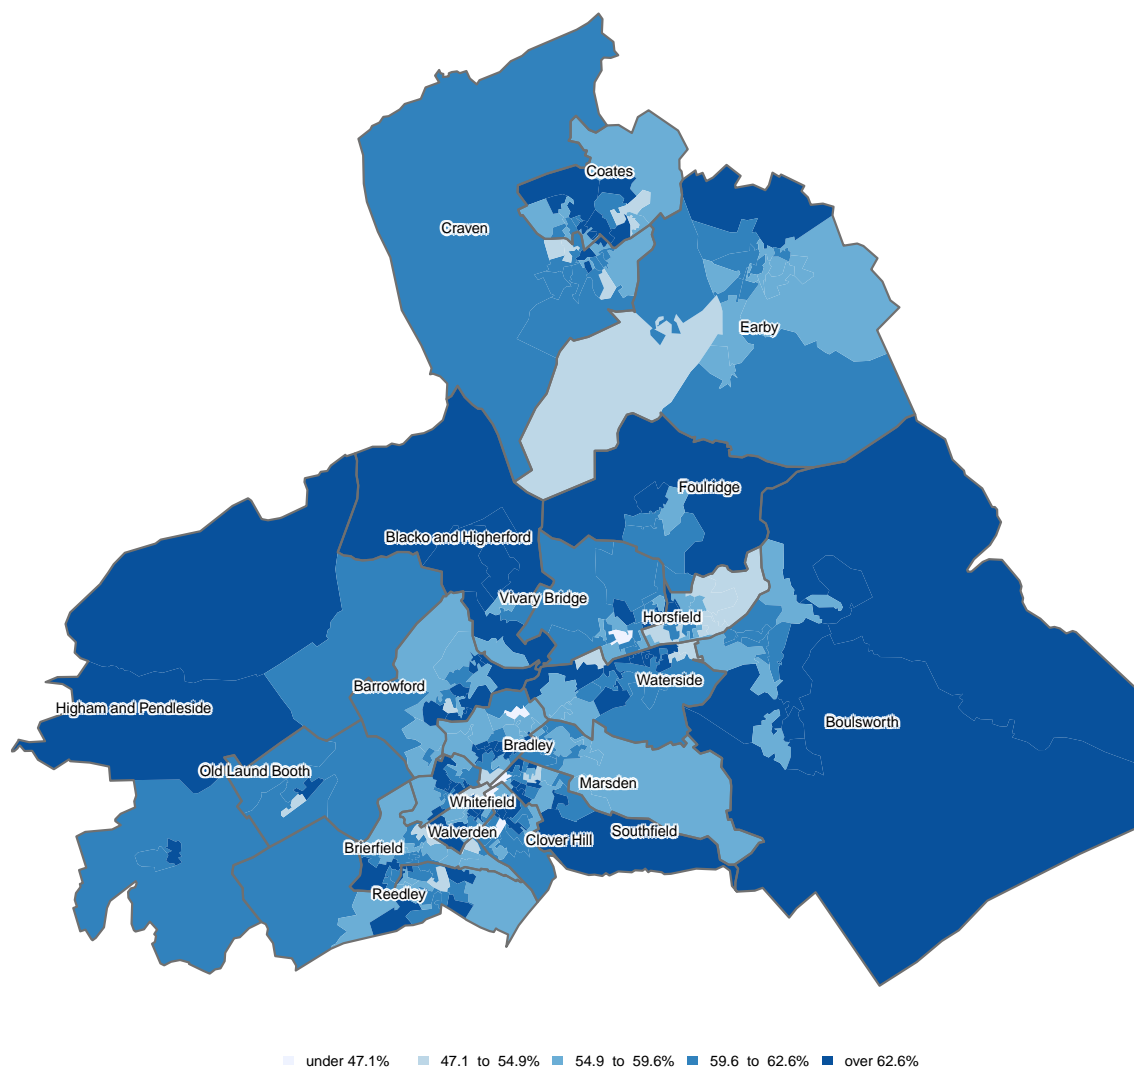 Coates
Craven
Earby
Foulridge
Blacko and Higherford
Vivary Bridge
Horsfield
Waterside
Barrowford
Higham and Pendleside
Boulsworth
Bradley
Old Laund Booth
Marsden
Whitefield
Walverden
Southfield
Clover Hill
Brierfield
Reedley
under 47.1% 47.1 to 54.9% 54.9 to 59.6% 59.6 to 62.6% over 62.6%